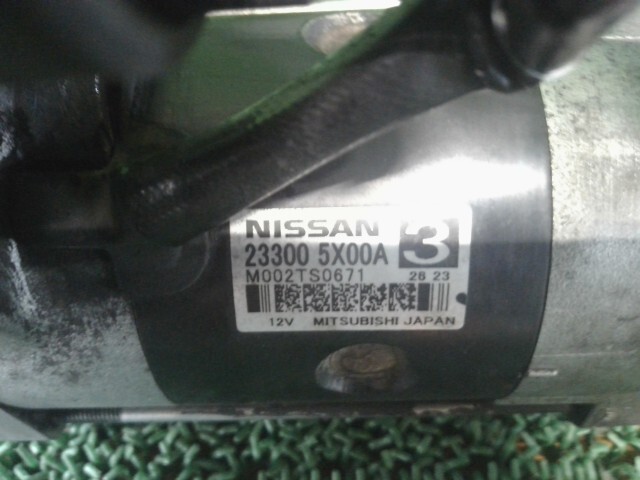 NISSAN 3
23300 5X00A
M002TS0671 28 23
12V MITSUBISHI JAPAN